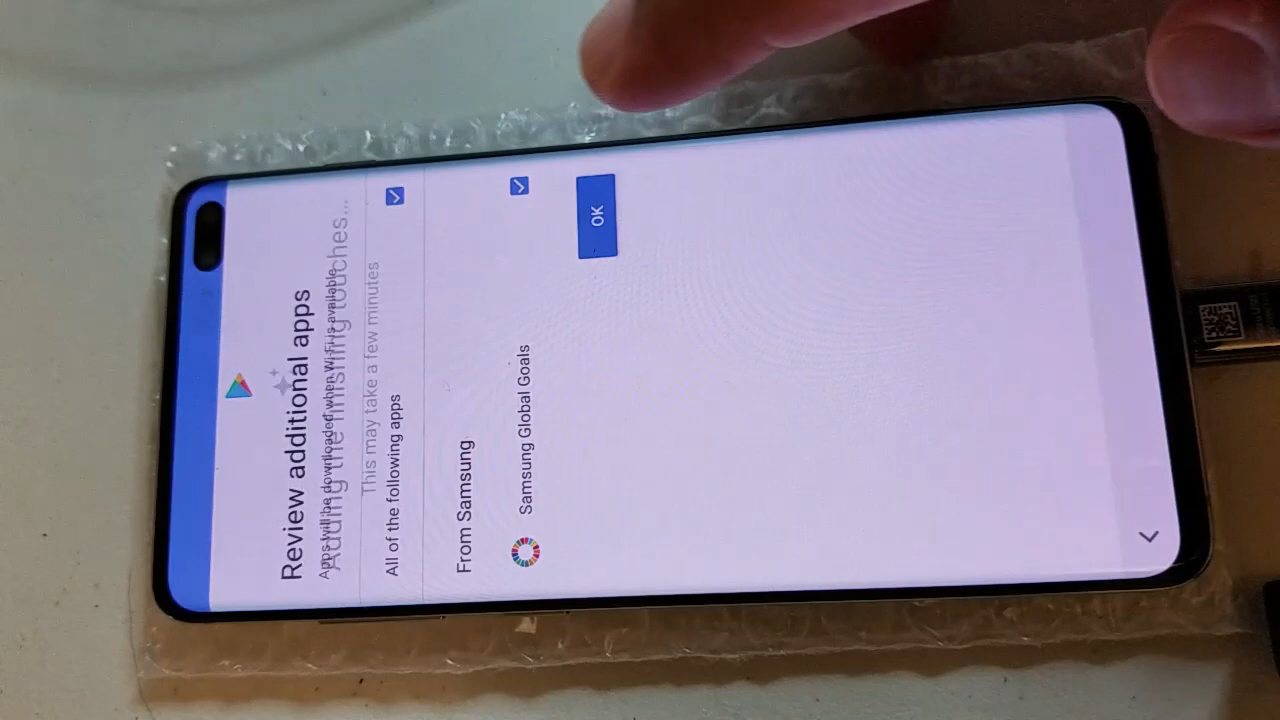 Review additional apps
Apps will be downloaded when Wi-Fi is available
Adding the finishing touches...
This may take a few minutes
All of the following apps
From Samsung
Samsung Global Goals
OK